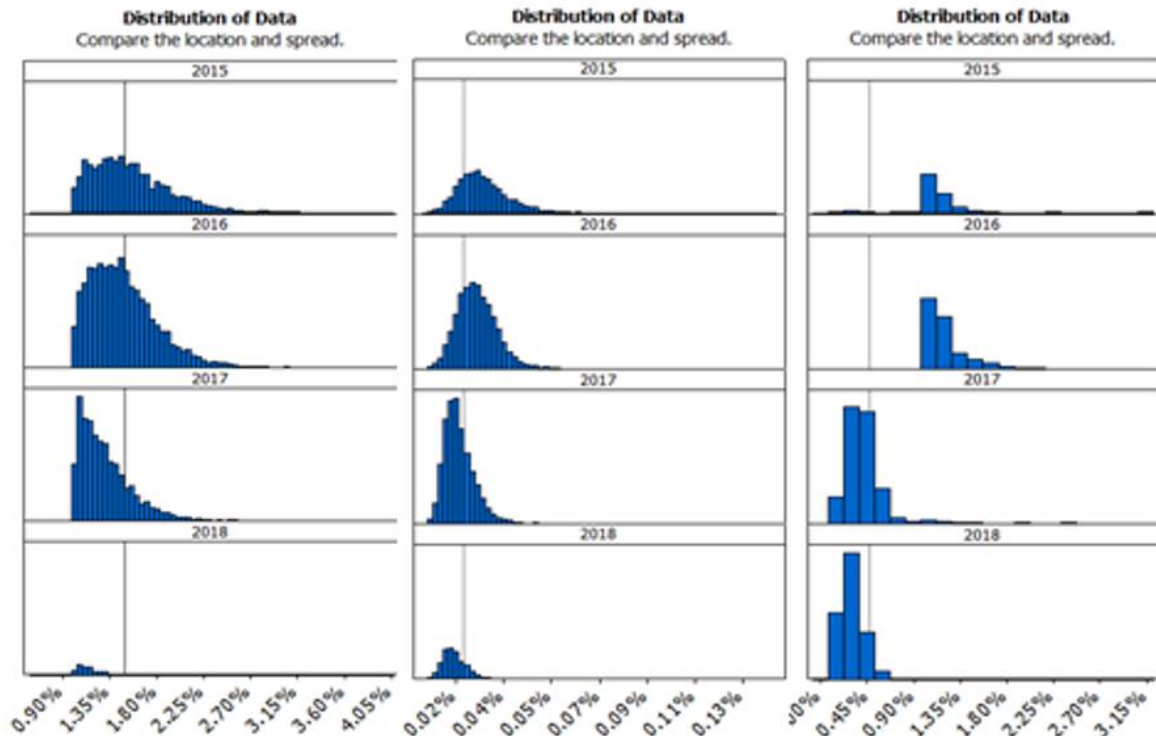 Distribution of Data
Compare the location and spread.
2015
2016
2017
2018
0.90% 1.35% 1.80% 2.25% 2.70% 3.15% 3.60% 4.05%
Distribution of Data
Compare the location and spread.
2015
2016
2017
2018
0.02% 0.04% 0.05% 0.07% 0.09% 0.11% 0.13%
Distribution of Data
Compare the location and spread.
2015
2016
2017
2018
0.45% 0.90% 1.35% 1.80% 2.25% 2.70% 3.15%